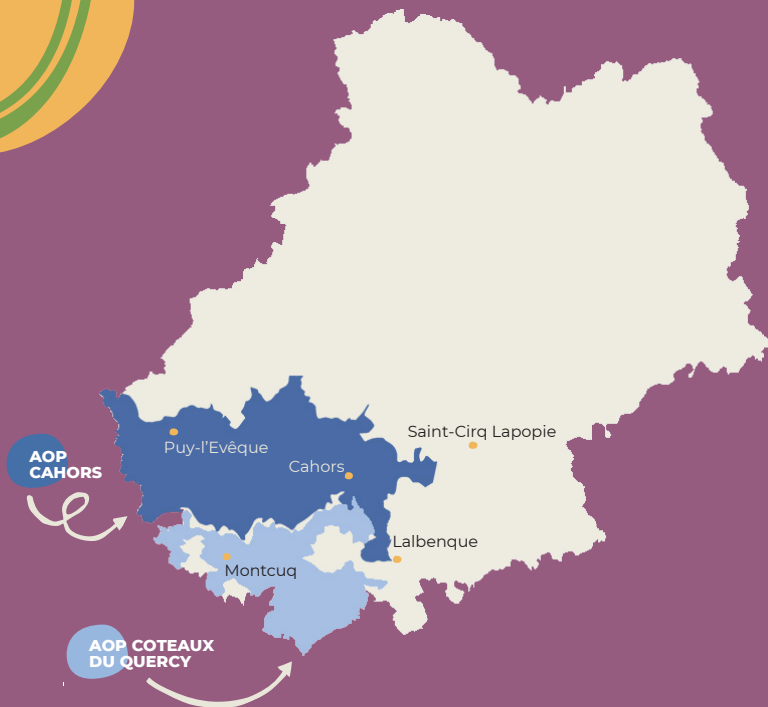 Saint-Cirq Lapopie
Puy-l’Evêque
AOP
CAHORS
Cahors
Lalbenque
Montcuq
AOP COTEAUX
DU QUERCY